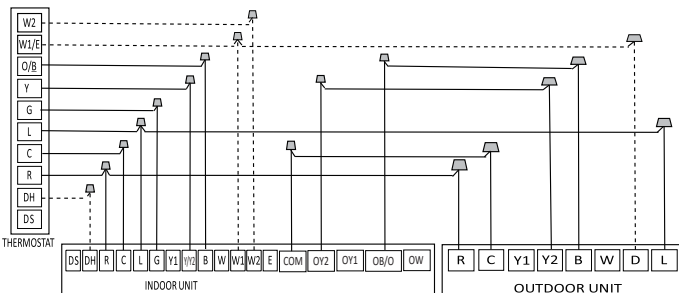 W2
W1/E
O/B
Y
G
L
C
R
DH
DS
THERMOSTAT
DS DH R C L G Y1 Y/Y2 B W W1 W2 E COM OY2 OY1 OB/O OW
INDOOR UNIT
R C Y1 Y2 B W D L
OUTDOOR UNIT